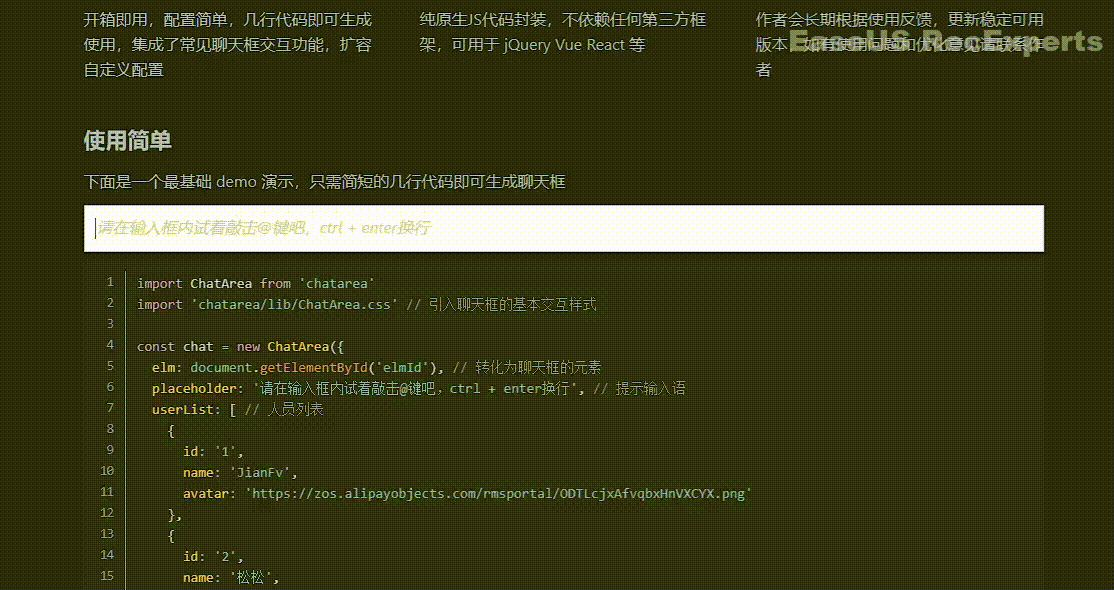 开箱即用，配置简单，几行代码即可生成
使用，集成了常见聊天框交互功能，扩容
自定义配置
纯原生JS代码封装，不依赖任何第三方框
架，可用于 jQuery Vue React 等
作者会长期根据使用反馈，更新稳定可用
版本，如有使用问题和优化意见请联系作
者
EaseUS RecExperts
使用简单
下面是一个最基础 demo 演示，只需简短的几行代码即可生成聊天框
请在输入框内试着敲击@键吧，ctrl + enter换行
1 import ChatArea from 'chatarea'
2 import 'chatarea/lib/ChatArea.css' // 引入聊天框的基本交互样式
3
4 const chat = new ChatArea({
5 elm: document.getElementById('elmId'), // 转化为聊天框的元素
6 placeholder: '请在输入框内试着敲击@键吧，ctrl + enter换行', // 提示输入语
7 userList: [ // 人员列表
8 {
9 id: '1',
10 name: 'JianFv',
11 avatar: 'https://zos.alipayobjects.com/rmsportal/ODTLcjxAfvqbxHnVXCYX.png'
12 },
13 {
14 id: '2',
15 name: '松松',